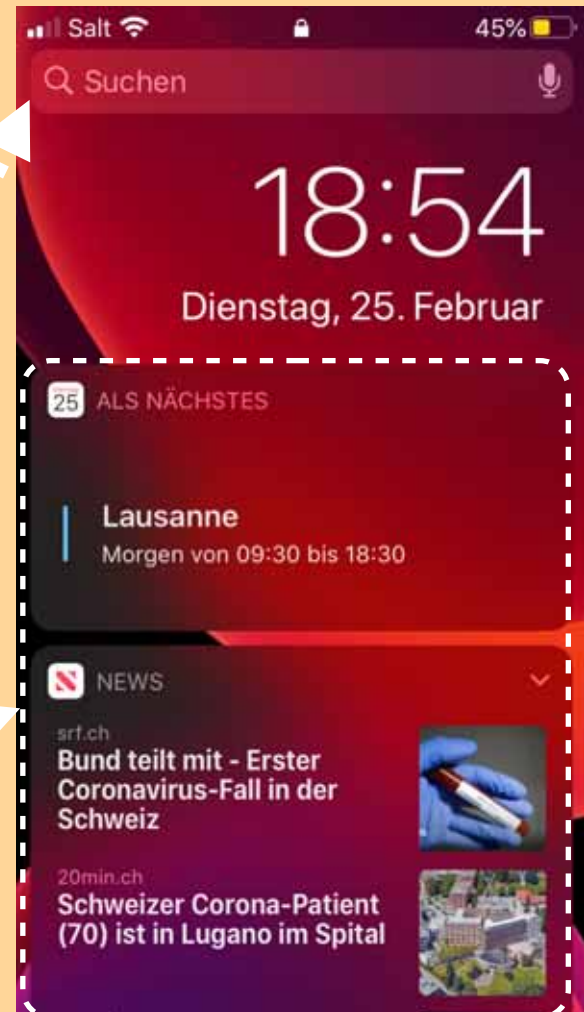 Salt 45%
Suchen
18:54
Dienstag, 25. Februar
25 ALS NÄCHSTES
Lausanne
Morgen von 09:30 bis 18:30
NEWS
srf.ch
Bund teilt mit - Erster
Coronavirus-Fall in der
Schweiz
20min.ch
Schweizer Corona-Patient
(70) ist in Lugano im Spital